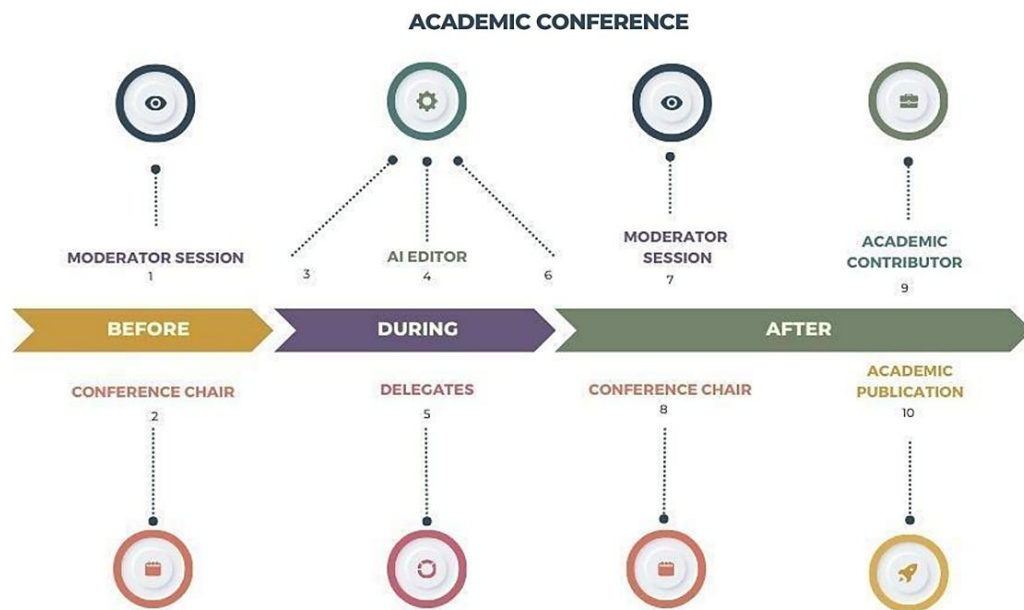 ACADEMIC CONFERENCE
MODERATOR SESSION
1
3
AI EDITOR
4
6
MODERATOR
SESSION
7
ACADEMIC
CONTRIBUTOR
9
BEFORE
DURING
AFTER
CONFERENCE CHAIR
2
DELEGATES
5
CONFERENCE CHAIR
8
ACADEMIC
PUBLICATION
10